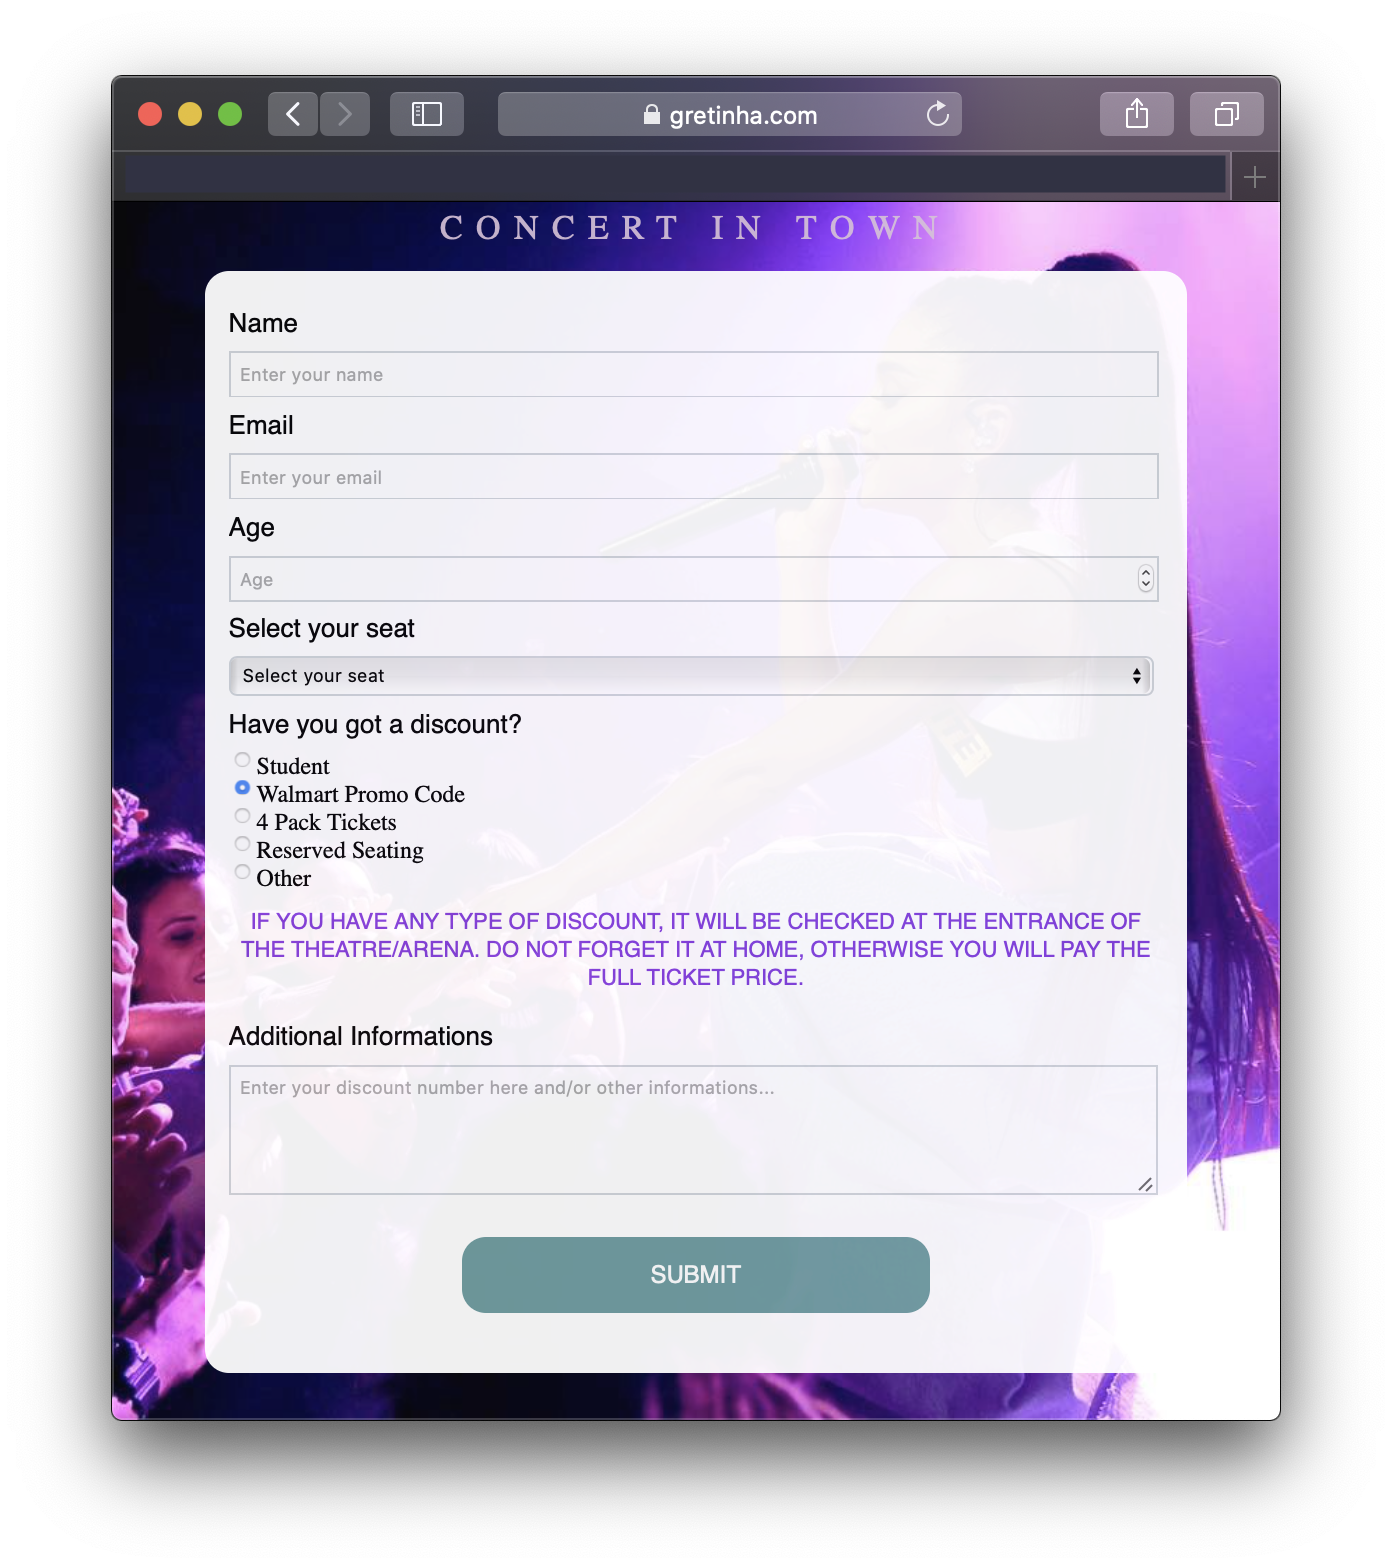 gretinha.com
CONCERT IN TOWN
Name
Enter your name
Email
Enter your email
Age
Age
Select your seat
Select your seat
Have you got a discount?
Student
Walmart Promo Code
4 Pack Tickets
Reserved Seating
Other
IF YOU HAVE ANY TYPE OF DISCOUNT, IT WILL BE CHECKED AT THE ENTRANCE OF
THE THEATRE/ARENA. DO NOT FORGET IT AT HOME, OTHERWISE YOU WILL PAY THE
FULL TICKET PRICE.
Additional Informations
Enter your discount number here and/or other informations...
SUBMIT